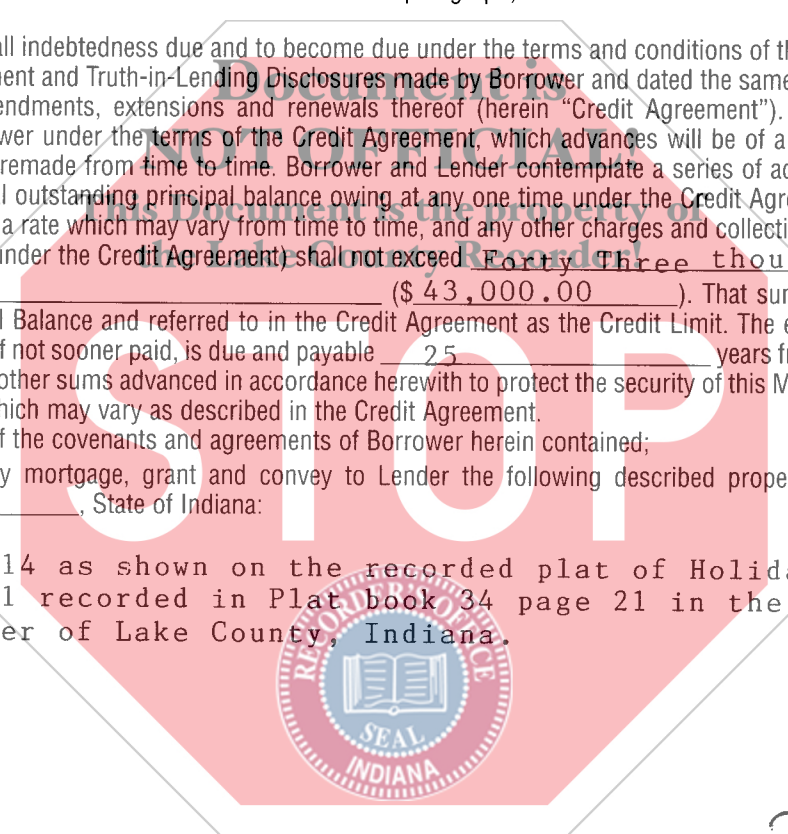 all indebtedness due and to become due under the terms and conditions of th
ent and Truth-in-Lending Disclosures made by Borrower and dated the same
endments, extensions and renewals thereof (herein “Credit Agreement”).
wer under the terms of the Credit Agreement, which advances will be of a
remade from time to time. Borrower and Lender contemplate a series of ad
l outstanding principal balance owing at any one time under the Credit Agre
a rate which may vary from time to time, and any other charges and collecti
under the Credit Agreement) shall not exceed Forty Three thou
($ 43,000.00 ). That sum
l Balance and referred to in the Credit Agreement as the Credit Limit. The e
f not sooner paid, is due and payable 25 years fr
other sums advanced in accordance herewith to protect the security of this M
hich may vary as described in the Credit Agreement.
f the covenants and agreements of Borrower herein contained;
y mortgage, grant and convey to Lender the following described prope
, State of Indiana:
14 as shown on the recorded plat of Holida
1 recorded in Plat book 34 page 21 in the
er of Lake County, Indiana.
Document is
NOT OFFICIAL!
This Document is the property of
the Lake County Recorder!
STOP
RECORDER'S OFFICE
SEAL
INDIANA